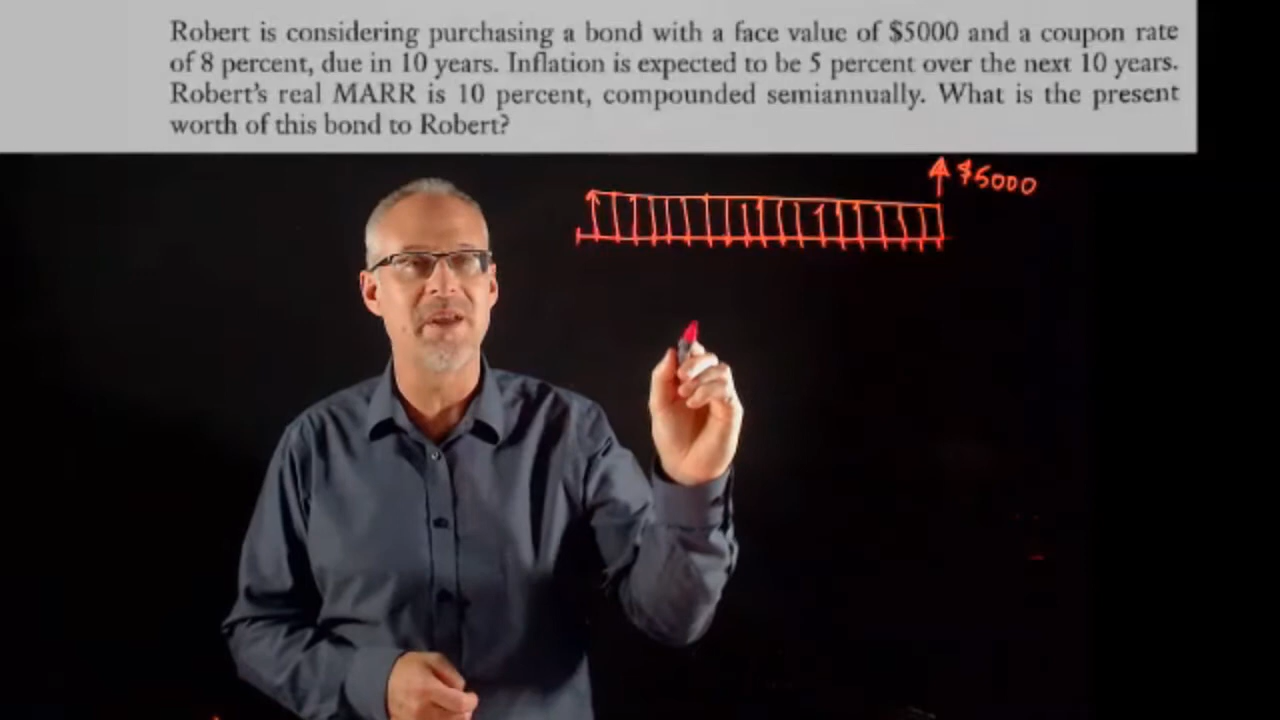 Robert is considering purchasing a bond with a face value of $5000 and a coupon rate
of 8 percent, due in 10 years. Inflation is expected to be 5 percent over the next 10 years.
Robert's real MARR is 10 percent, compounded semiannually. What is the present
worth of this bond to Robert?
$5000